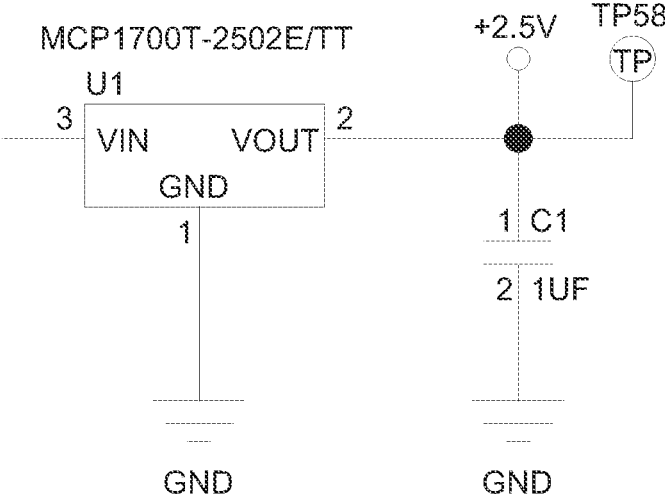 TP58
+2.5V
TP
MCP1700T-2502E/TT
U1
3
2
VIN
VOUT
GND
1
1 C1
2 1UF
GND
GND